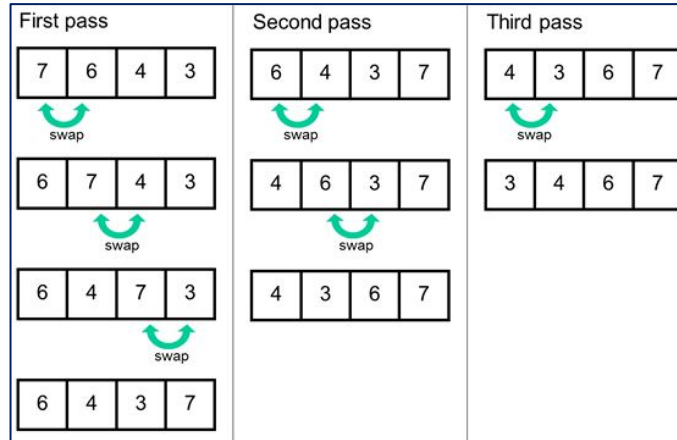 First pass
7 6 4 3
swap
6 7 4 3
swap
6 4 7 3
swap
6 4 3 7
Second pass
6 4 3 7
swap
4 6 3 7
swap
4 3 6 7
Third pass
4 3 6 7
swap
3 4 6 7